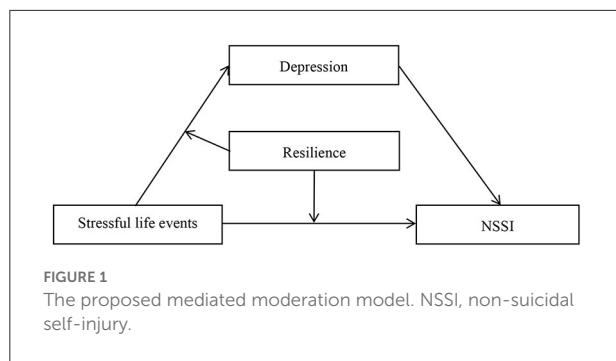 Depression
Resilience
Stressful life events
NSSI
FIGURE 1
The proposed mediated moderation model. NSSI, non-suicidal
self-injury.